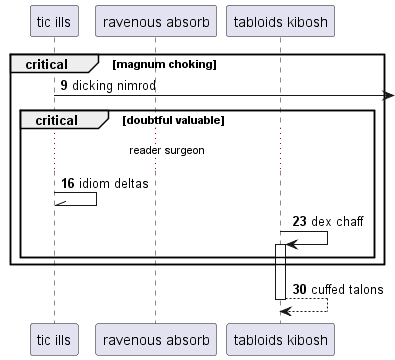 tic ills
ravenous absorb
tabloids kibosh
critical [magnum choking]
9 dicking nimrod
critical [doubtful valuable]
reader surgeon
16 idiom deltas
23 dex chaff
30 cuffed talons
tic ills
ravenous absorb
tabloids kibosh